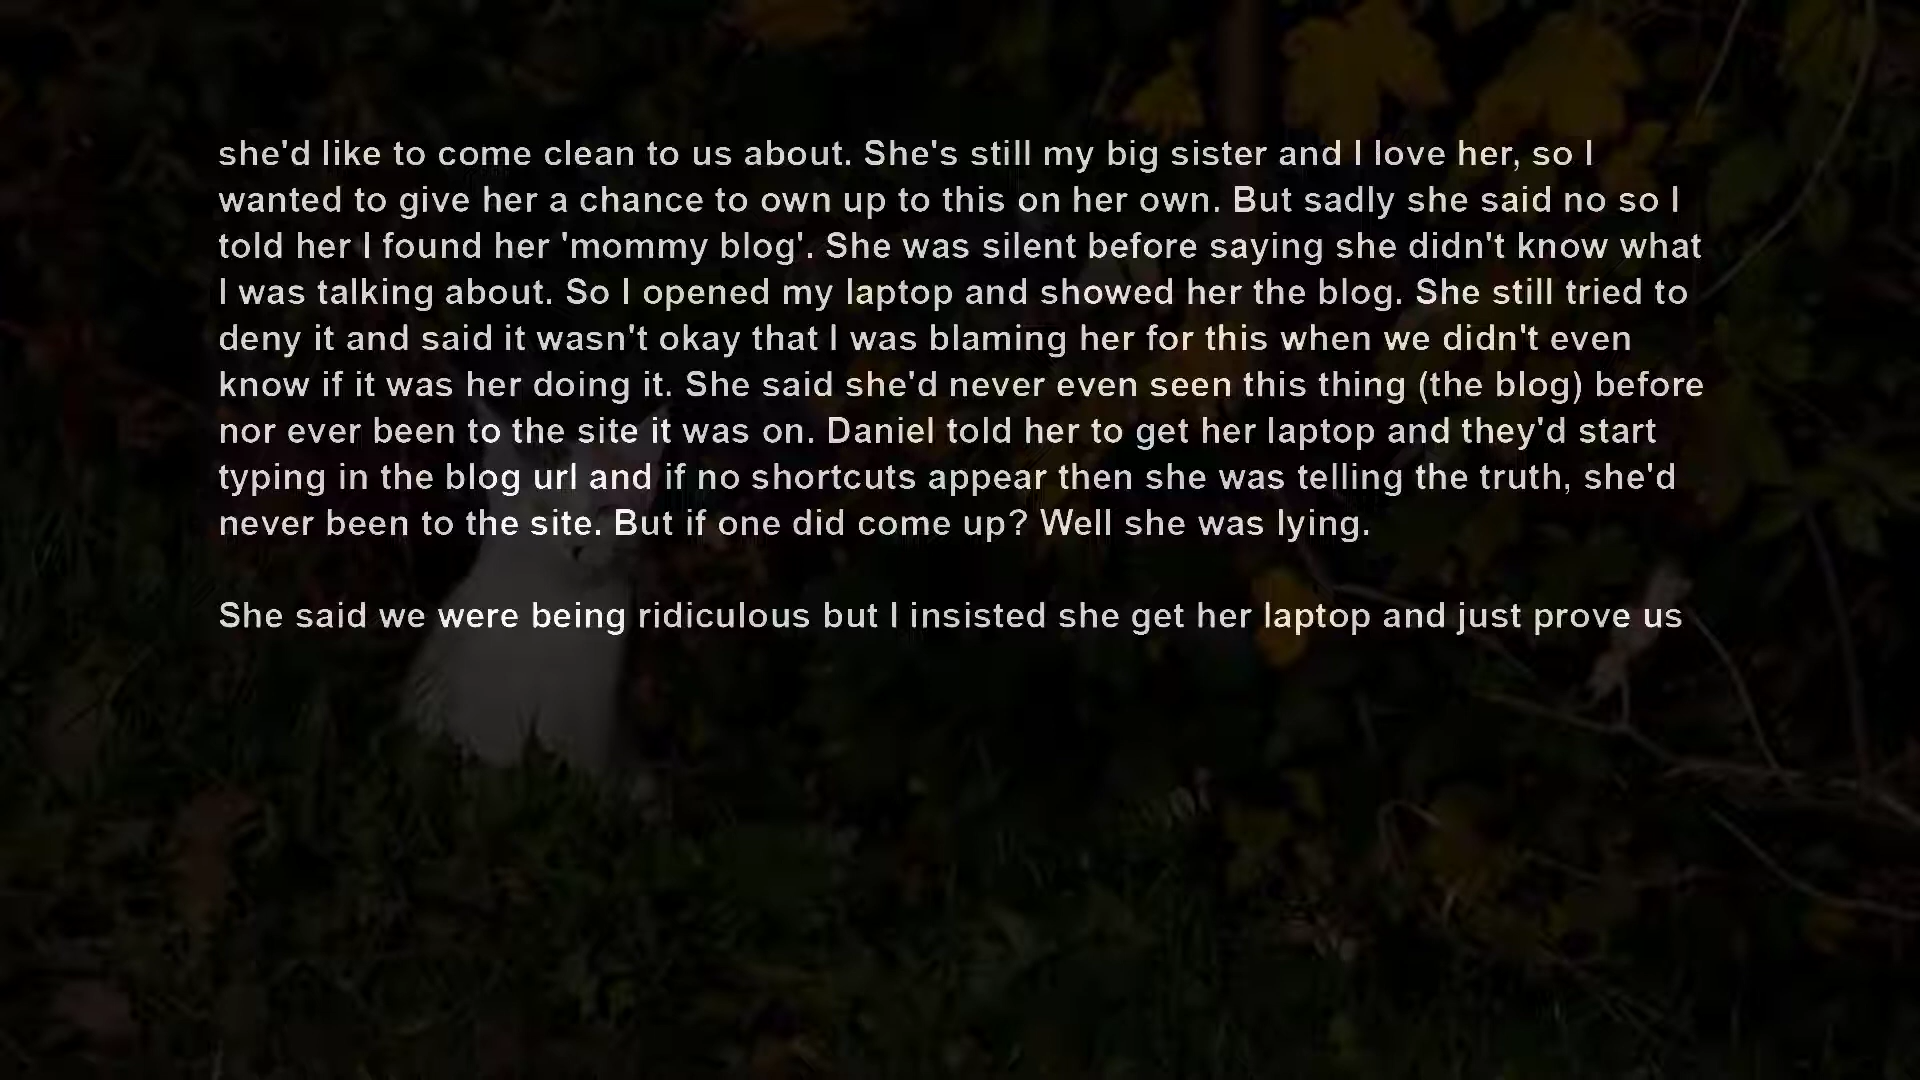 she'd like to come clean to us about. She's still my big sister and I love her, so I
wanted to give her a chance to own up to this on her own. But sadly she said no so I
told her I found her 'mommy blog'. She was silent before saying she didn't know what
I was talking about. So I opened my laptop and showed her the blog. She still tried to
deny it and said it wasn't okay that I was blaming her for this when we didn't even
know if it was her doing it. She said she'd never even seen this thing (the blog) before
nor ever been to the site it was on. Daniel told her to get her laptop and they'd start
typing in the blog url and if no shortcuts appear then she was telling the truth, she'd
never been to the site. But if one did come up? Well she was lying.
She said we were being ridiculous but I insisted she get her laptop and just prove us